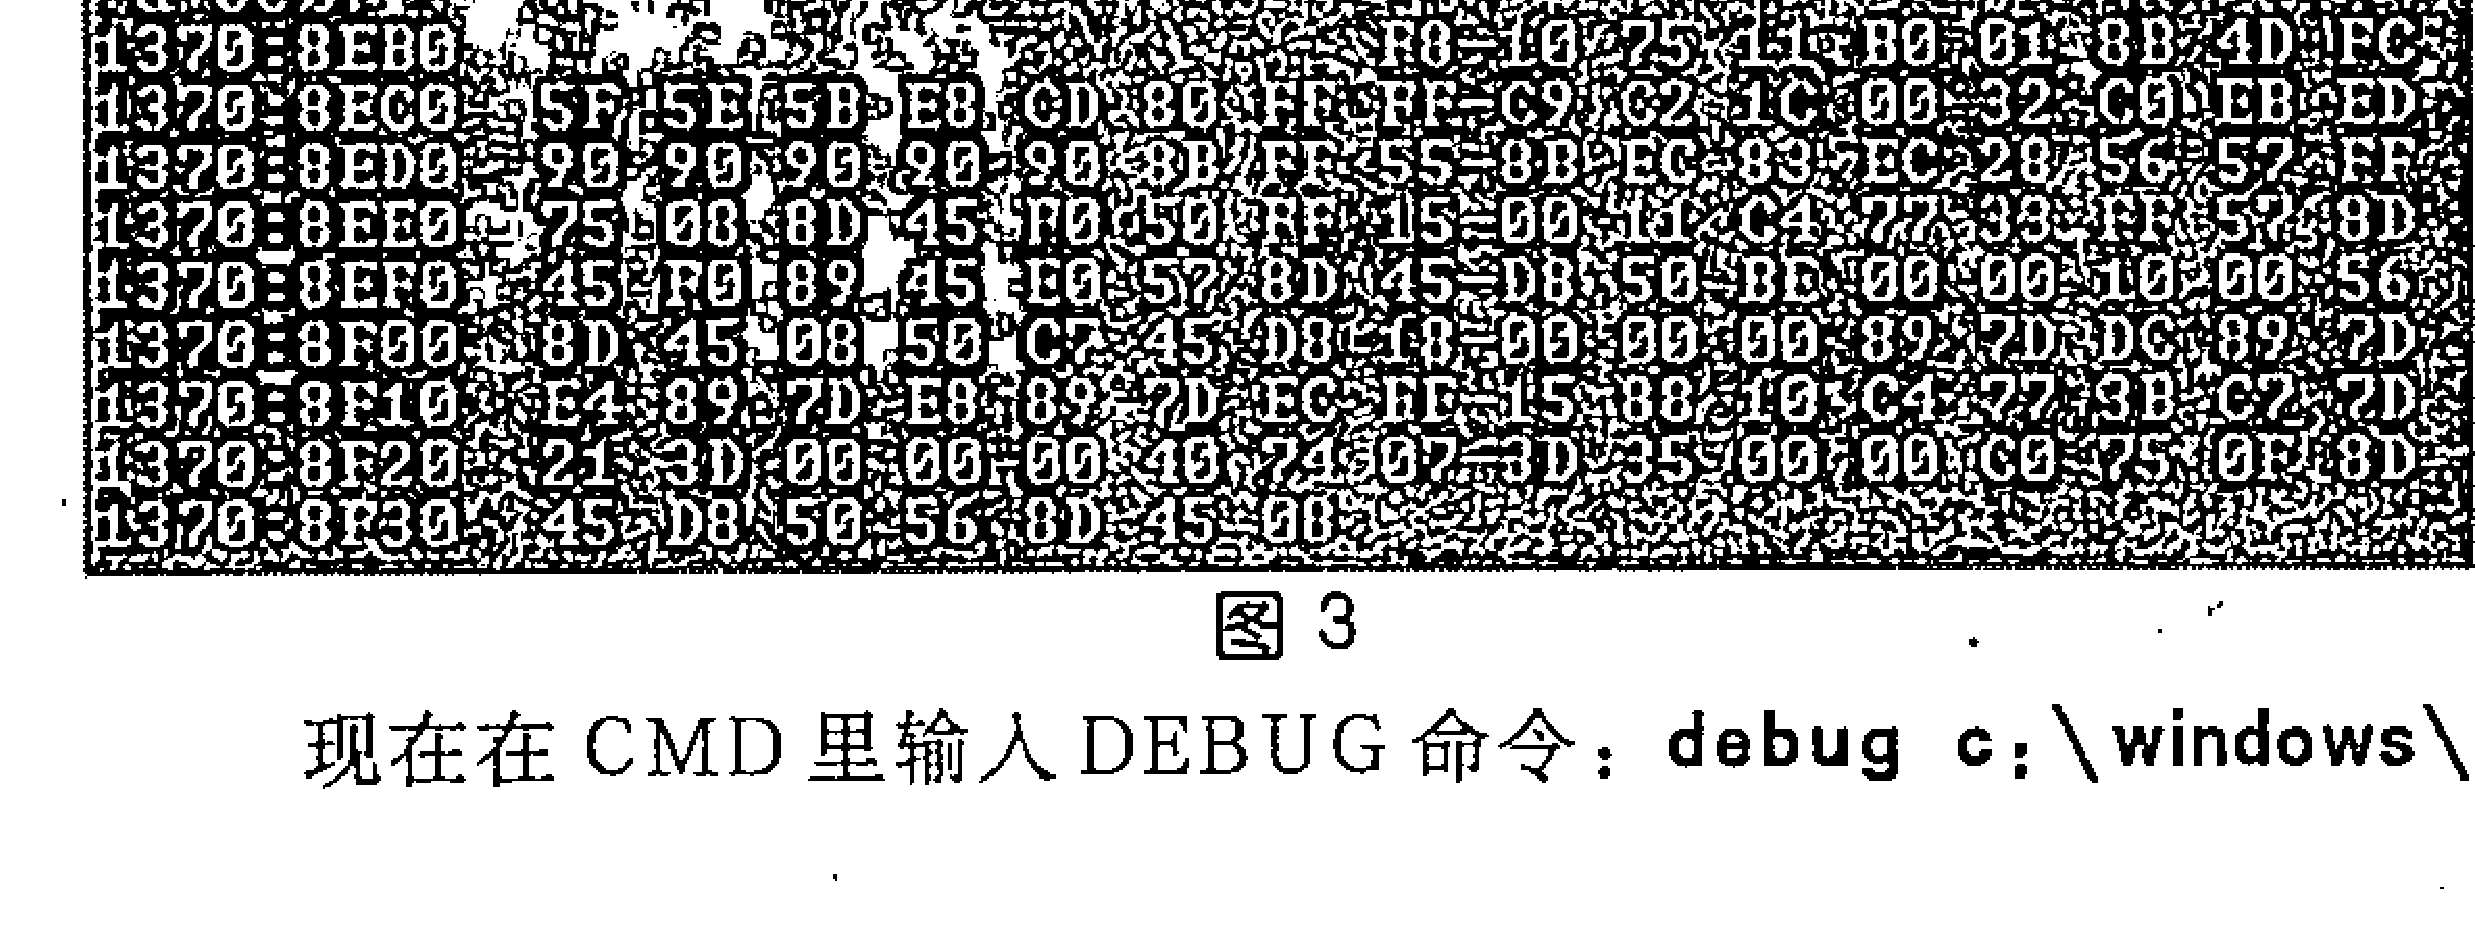 1370:8EB0 F8-10 75 11 B0 01 8B 4D FC
1370:8EC0 5F 5E 5B E8 CD 80 FF FF-C9 C2 1C 00 32 C0 EB ED
1370:8ED0 90 90 90 90 90 8B FF 55-8B EC 83 EC 28 56 57 FF
1370:8EE0 75 08 8D 45 F0 50 FF 15-00 11 C4 77 33 FF 57 8D
1370:8EF0 45 F0 89 45 E0 57 8D 45-D8 50 BE 00 00 10 00 56
1370:8F00 8D 45 08 50 C7 45 D8 18-00 00 00 89 7D DC 89 7D
1370:8F10 E4 89 7D E8 89 7D EC FF-15 88 10 C4 77 3B C7 7D
1370:8F20 21 3D 00 00 00 40 74 07-3D 35 00 00 C0 75 0F 8D
1370:8F30 45 D8 50 56 8D 45 08
图 3
现在在 CMD 里输入 DEBUG 命令：debug c:\windows\